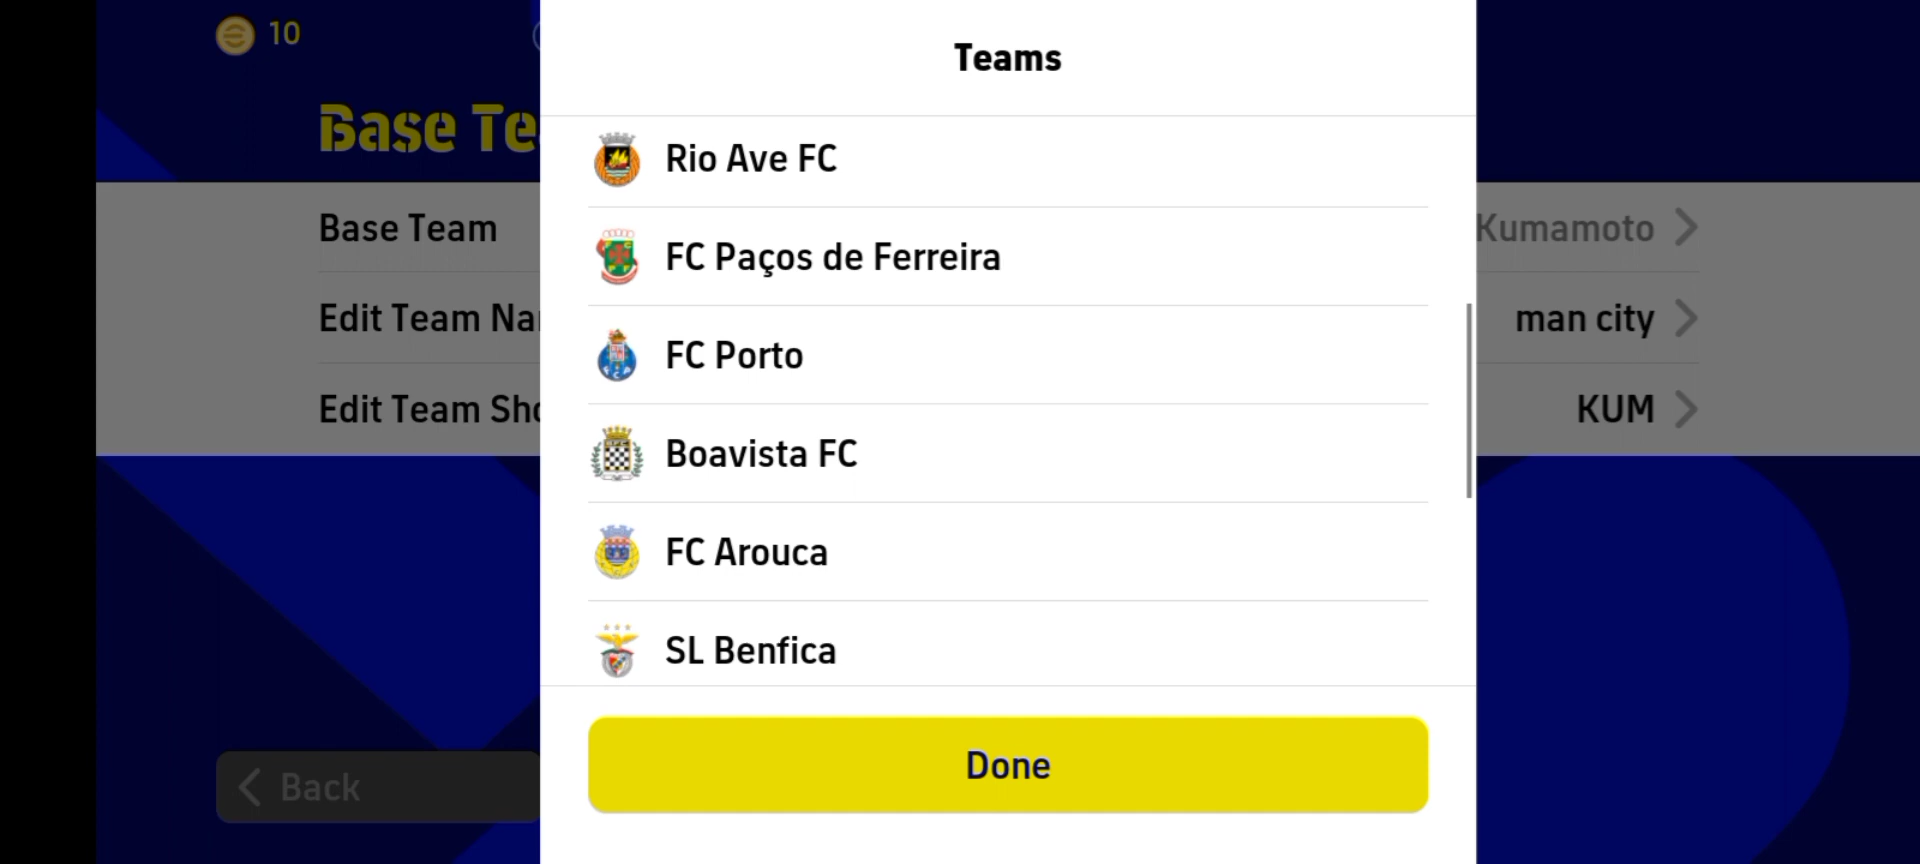 10
Base Te
Teams
Base Team
Kumamoto
Edit Team Na
man city
Edit Team Sho
KUM
Rio Ave FC
FC Paços de Ferreira
FC Porto
Boavista FC
FC Arouca
SL Benfica
Done
Back